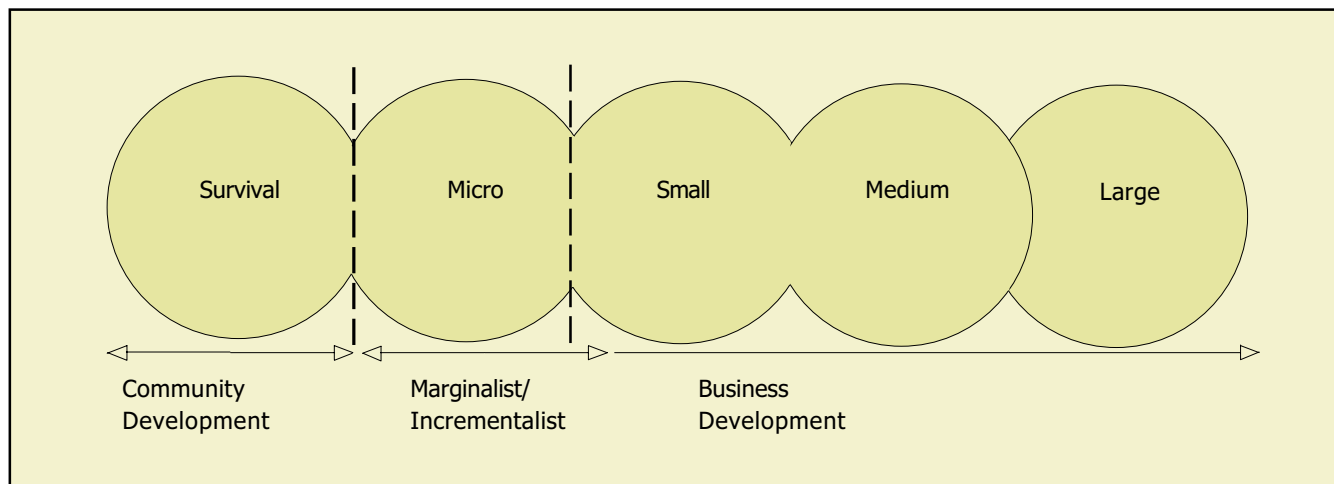 Survival
Micro
Small
Medium
Large
Community
Development
Marginalist/
Incrementalist
Business
Development